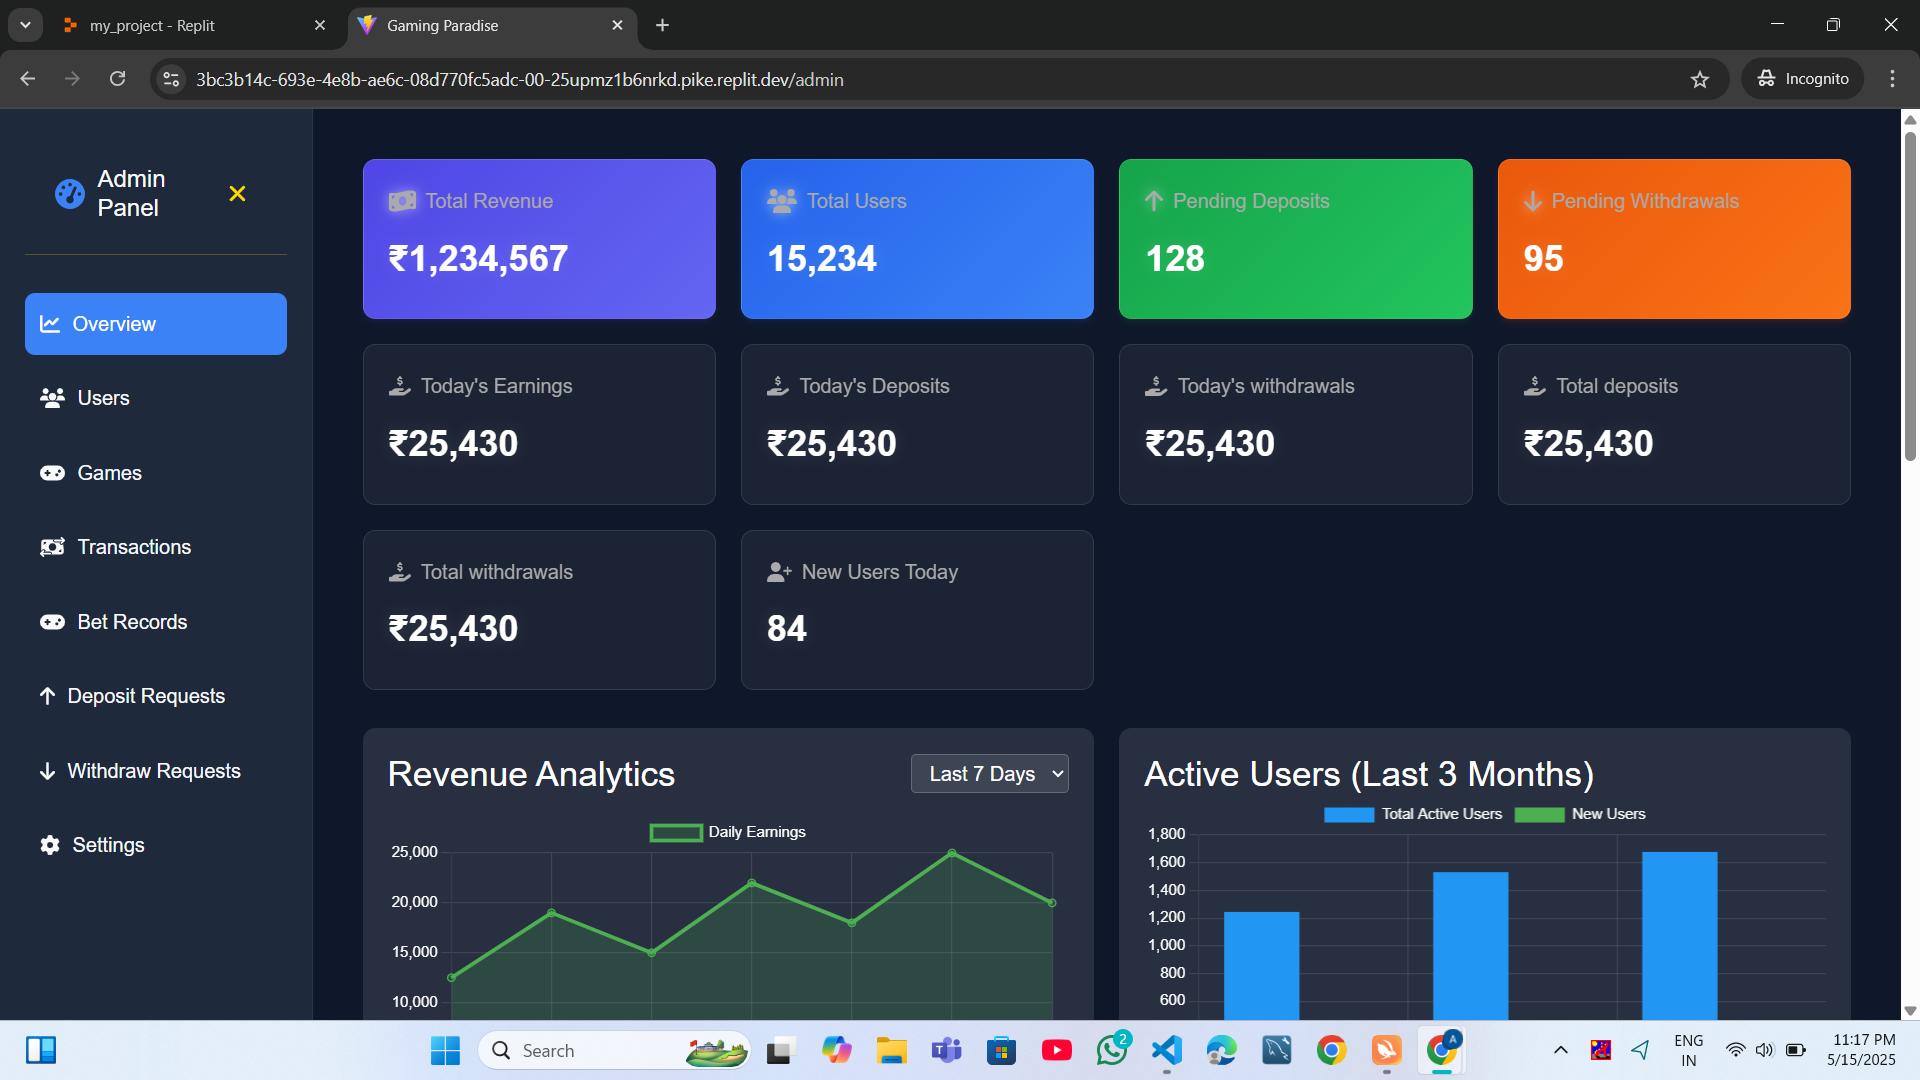 my_project - Replit
Gaming Paradise
3bc3b14c-693e-4e8b-ae6c-08d770fc5adc-00-25upmz1b6nrkd.pike.replit.dev/admin
Incognito
Admin
Panel
Overview
Users
Games
Transactions
Bet Records
Deposit Requests
Withdraw Requests
Settings
Total Revenue
₹1,234,567
Total Users
15,234
Pending Deposits
128
Pending Withdrawals
95
Today's Earnings
₹25,430
Today's Deposits
₹25,430
Today's withdrawals
₹25,430
Total deposits
₹25,430
Total withdrawals
₹25,430
New Users Today
84
Revenue Analytics
Last 7 Days
Daily Earnings
25,000
20,000
15,000
10,000
Active Users (Last 3 Months)
Total Active Users
New Users
1,800
1,600
1,400
1,200
1,000
800
600
Search
2
A
ENG
IN
11:17 PM
5/15/2025